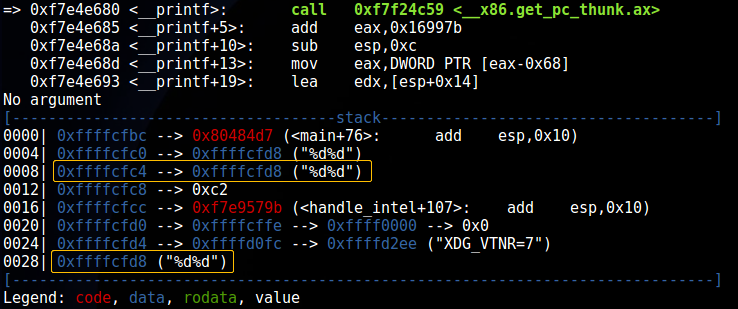 => 0xf7e4e680 <__printf>: call 0xf7f24c59 <__x86.get_pc_thunk.ax>
0xf7e4e685 <__printf+5>: add eax,0x16997b
0xf7e4e68a <__printf+10>: sub esp,0xc
0xf7e4e68d <__printf+13>: mov eax,DWORD PTR [eax-0x68]
0xf7e4e693 <__printf+19>: lea edx,[esp+0x14]
No argument
[------------------------------------stack-------------------------------------]
0000| 0xffffcfbc --> 0x80484d7 (<main+76>: add esp,0x10)
0004| 0xffffcfc0 --> 0xffffcfd8 ("%d%d")
0008| 0xffffcfc4 --> 0xffffcfd8 ("%d%d")
0012| 0xffffcfc8 --> 0xc2
0016| 0xffffcfcc --> 0xf7e9579b (<handle_intel+107>: add esp,0x10)
0020| 0xffffcfd0 --> 0xffffcffe --> 0xffff0000 --> 0x0
0024| 0xffffcfd4 --> 0xffffd0fc --> 0xffffd2ee ("XDG_VTNR=7")
0028| 0xffffcfd8 ("%d%d")
[------------------------------------------------------------------------------]
Legend: code, data, rodata, value